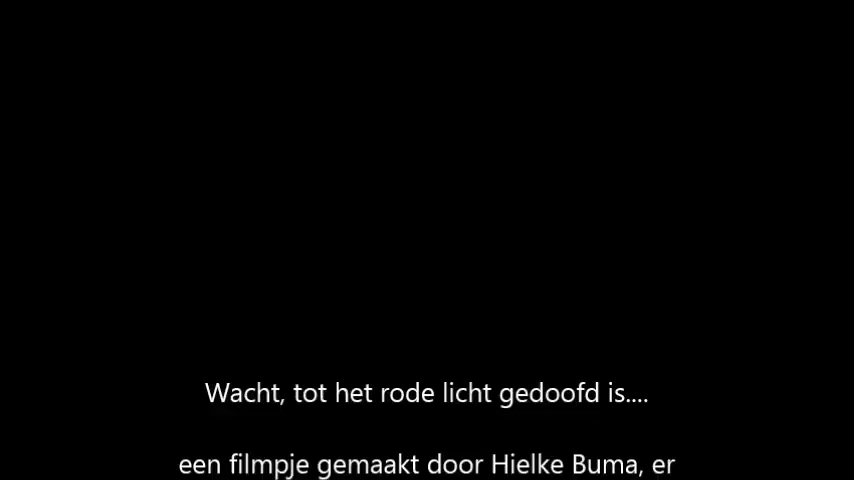 Wacht, tot het rode licht gedoofd is....
een filmpje gemaakt door Hielke Buma, er